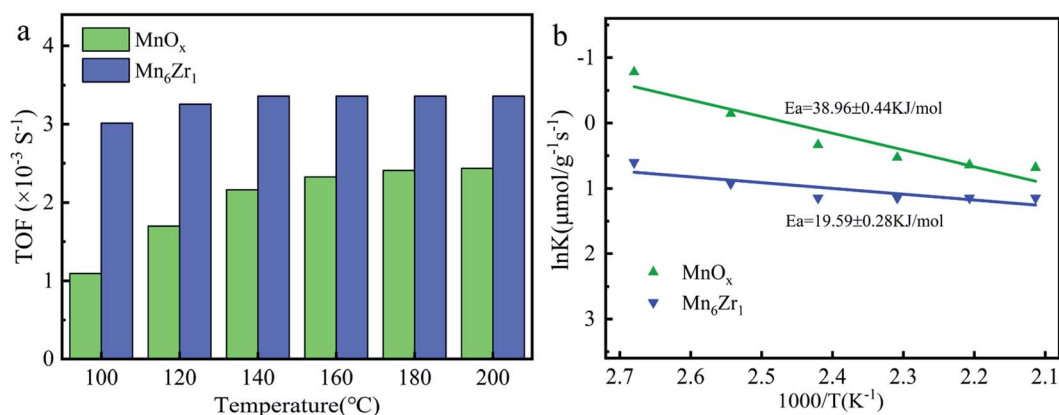 a
MnOx
Mn6Zr1
4
3
2
1
0
TOF (×10-3 S-1)
100 120 140 160 180 200
Temperature(°C)
b
-1
0
1
2
3
lnK(μmol/g-1s-1)
Ea=38.96±0.44KJ/mol
Ea=19.59±0.28KJ/mol
MnOx
Mn6Zr1
2.7 2.6 2.5 2.4 2.3 2.2 2.1
1000/T(K-1)